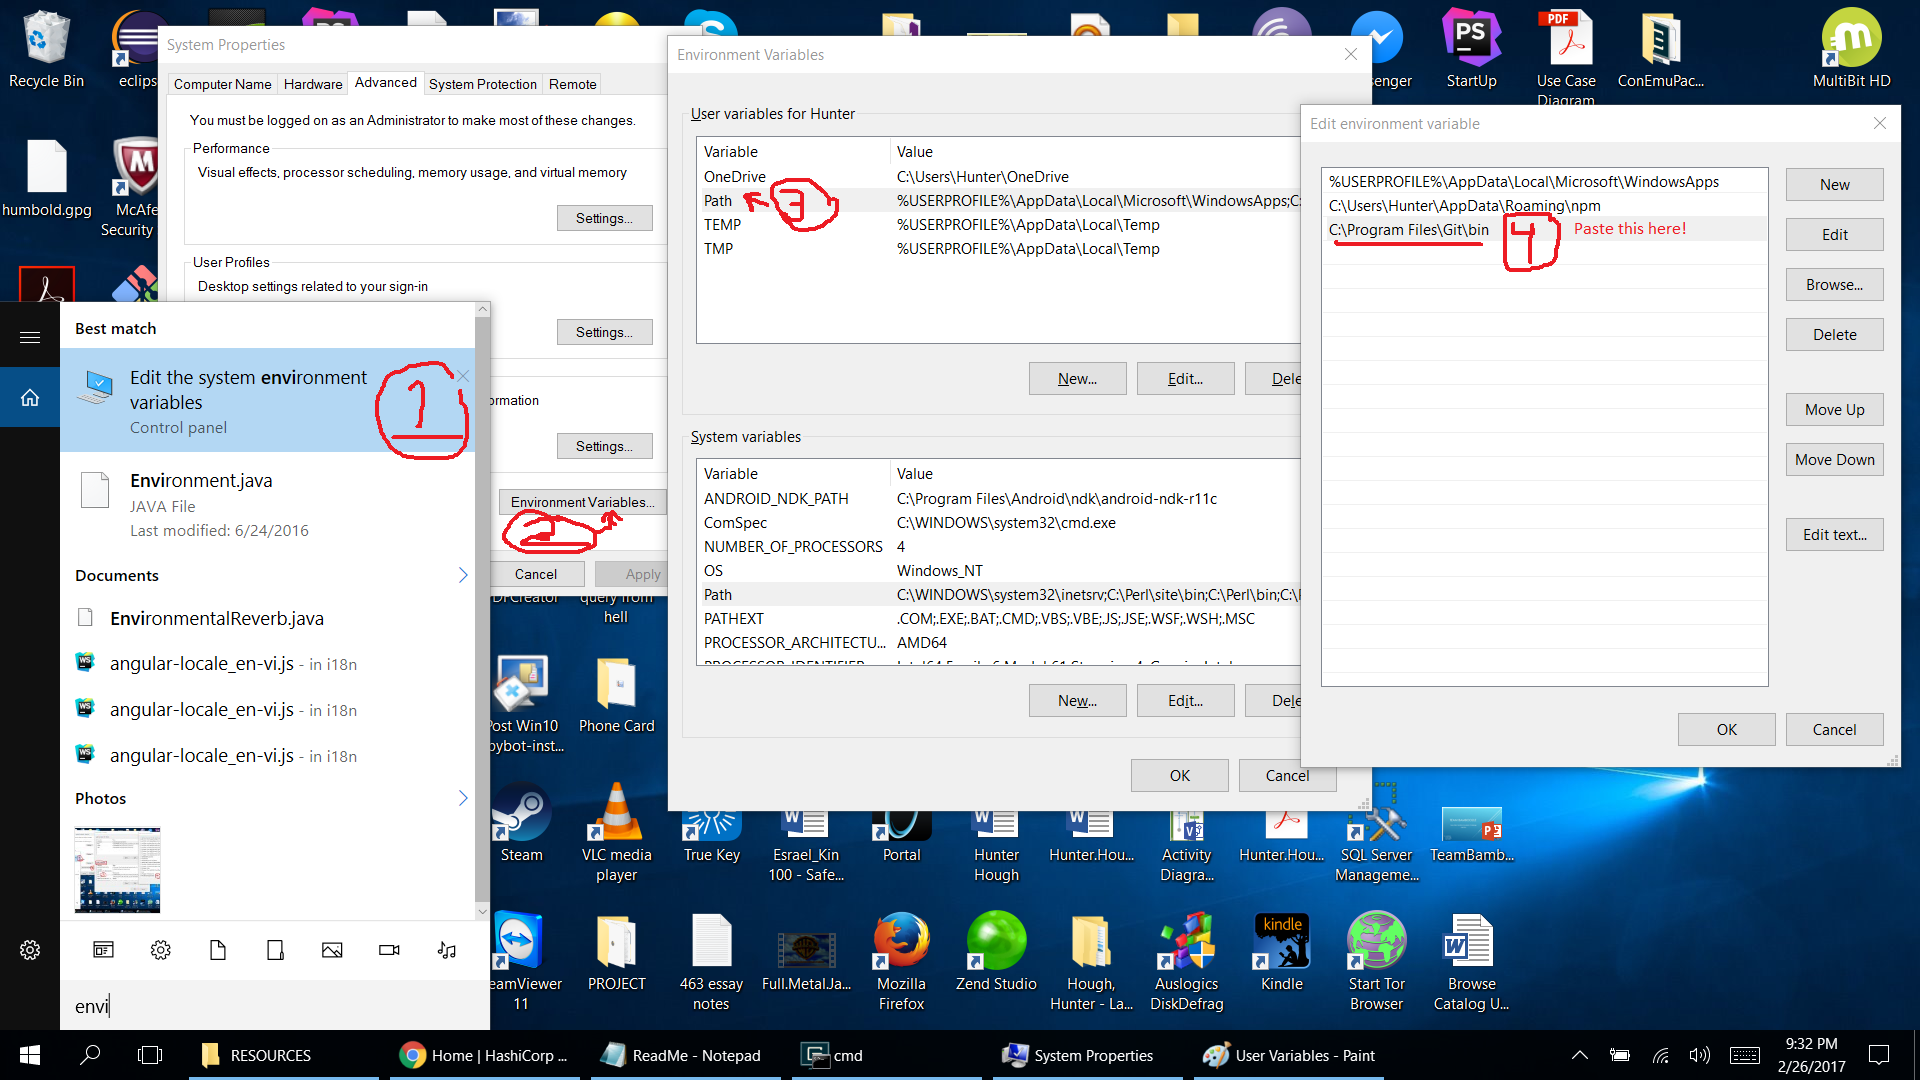 Recycle Bin
eclips
senger
StartUp
Use Case
Diagram
ConEmuPac...
MultiBit HD
humbold.gpg
McAfe
Security
System Properties
Computer Name
Hardware
Advanced
System Protection
Remote
You must be logged on as an Administrator to make most of these changes.
Performance
Visual effects, processor scheduling, memory usage, and virtual memory
Settings...
User Profiles
Desktop settings related to your sign-in
Settings...
ormation
Settings...
Environment Variables...
2
Cancel
Apply
Environment Variables
User variables for Hunter
Variable Value
OneDrive C:\Users\Hunter\OneDrive
Path %USERPROFILE%\AppData\Local\Microsoft\WindowsApps;C:
3
TEMP %USERPROFILE%\AppData\Local\Temp
TMP %USERPROFILE%\AppData\Local\Temp
New...
Edit...
Dele
System variables
Variable Value
ANDROID_NDK_PATH C:\Program Files\Android\ndk\android-ndk-r11c
ComSpec C:\WINDOWS\system32\cmd.exe
NUMBER_OF_PROCESSORS 4
OS Windows_NT
Path C:\WINDOWS\system32\inetsrv;C:\Perl\site\bin;C:\Perl\bin;C:\
PATHEXT .COM;.EXE;.BAT;.CMD;.VBS;.VBE;.JS;.JSE;.WSF;.WSH;.MSC
PROCESSOR_ARCHITECTU... AMD64
New...
Edit...
Dele
OK
Cancel
Edit environment variable
%USERPROFILE%\AppData\Local\Microsoft\WindowsApps
C:\Users\Hunter\AppData\Roaming\npm
C:\Program Files\Git\bin
4
Paste this here!
New
Edit
Browse...
Delete
Move Up
Move Down
Edit text...
OK
Cancel
Best match
Edit the system environment
variables
Control panel
1
Environment.java
JAVA File
Last modified: 6/24/2016
Documents
EnvironmentalReverb.java
angular-locale_en-vi.js - in i18n
angular-locale_en-vi.js - in i18n
angular-locale_en-vi.js - in i18n
Photos
envi
query from
hell
Post Win10
pybot-inst...
Phone Card
Steam
VLC media
player
True Key
Esrael_Kin
100 - Safe...
Portal
Hunter
Hough
Hunter.Hou...
Activity
Diagra...
Hunter.Hou...
SQL Server
Manageme...
TeamBamb...
eamViewer
11
PROJECT
463 essay
notes
Full.Metal.Ja...
Mozilla
Firefox
Zend Studio
Hough,
Hunter - La...
Auslogics
DiskDefrag
kindle
Kindle
Start Tor
Browser
Browse
Catalog U...
RESOURCES
Home | HashiCorp ...
ReadMe - Notepad
cmd
System Properties
User Variables - Paint
9:32 PM
2/26/2017